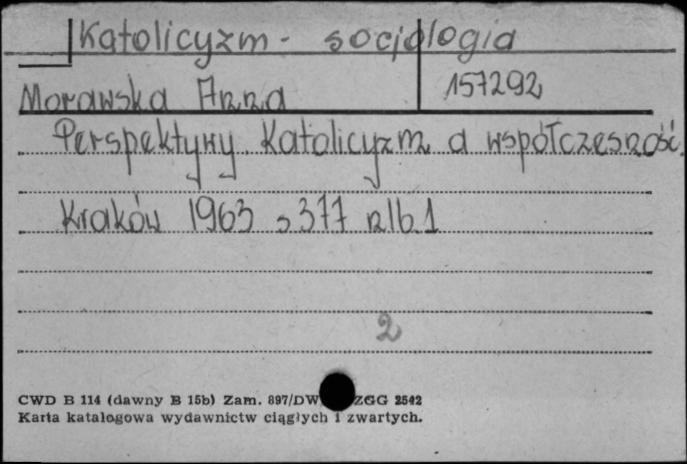 Katolicyzm - socjologia
Morawska Anna 157292
Perspektywy Katolicyzm a współczesność.
Kraków 1963 s 377 nlb. 1
2
CWD B 114 (dawny B 15b) Zam. 897/DW ZGG 2542
Karta katalogowa wydawnictw ciągłych i zwartych.